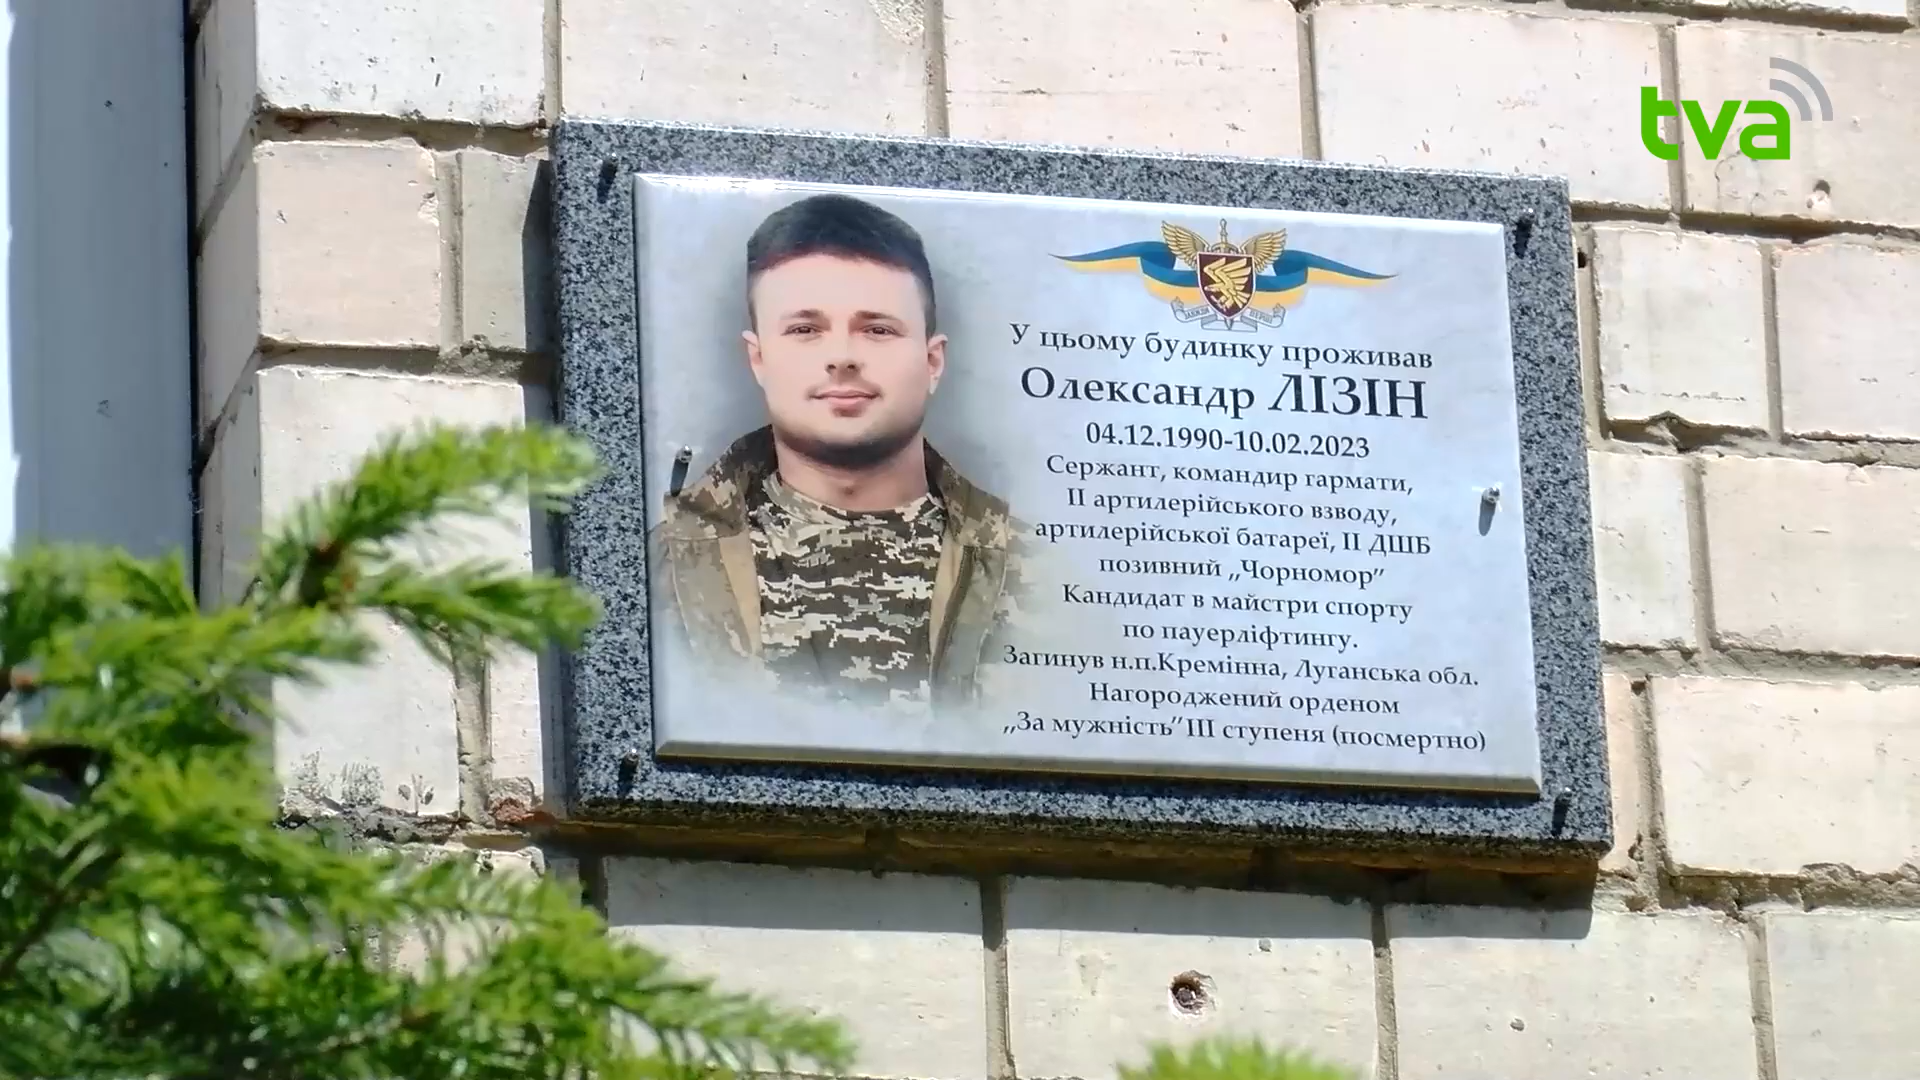 tva
ЗАВЖДИ ПЕРШІ
У цьому будинку проживав
Олександр ЛІЗІН
04.12.1990-10.02.2023
Сержант, командир гармати,
ІІ артилерійського взводу,
артилерійської батареї, ІІ ДШБ
позивний ,,Чорномор"
Кандидат в майстри спорту
по пауерліфтингу.
Загинув н.п.Кремінна, Луганська обл.
Нагороджений орденом
,,За мужність" ІІІ ступеня (посмертно)